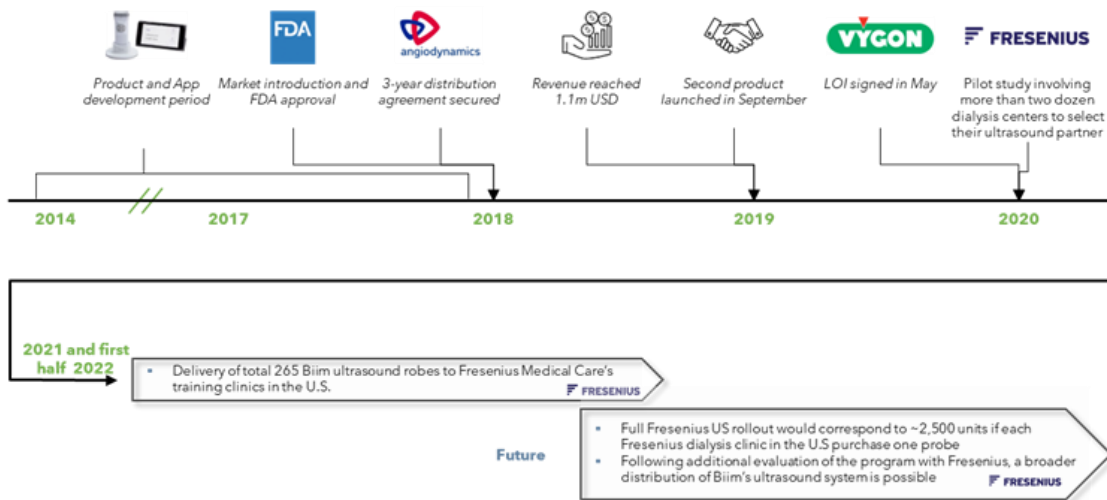 FDA
angiodynamics
VYGON
FRESENIUS
Product and App
development period
Market introduction and
FDA approval
3-year distribution
agreement secured
Revenue reached
1.1m USD
Second product
launched in September
LOI signed in May
Pilot study involving
more than two dozen
dialysis centers to select
their ultrasound partner
2014
2017
2018
2019
2020
2021 and first
half 2022
Delivery of total 265 Biim ultrasound robes to Fresenius Medical Care's
training clinics in the U.S.
FRESENIUS
Future
Full Fresenius US rollout would correspond to ~2,500 units if each
Fresenius dialysis clinic in the U.S purchase one probe
Following additional evaluation of the program with Fresenius, a broader
distribution of Biim's ultrasound system is possible
FRESENIUS